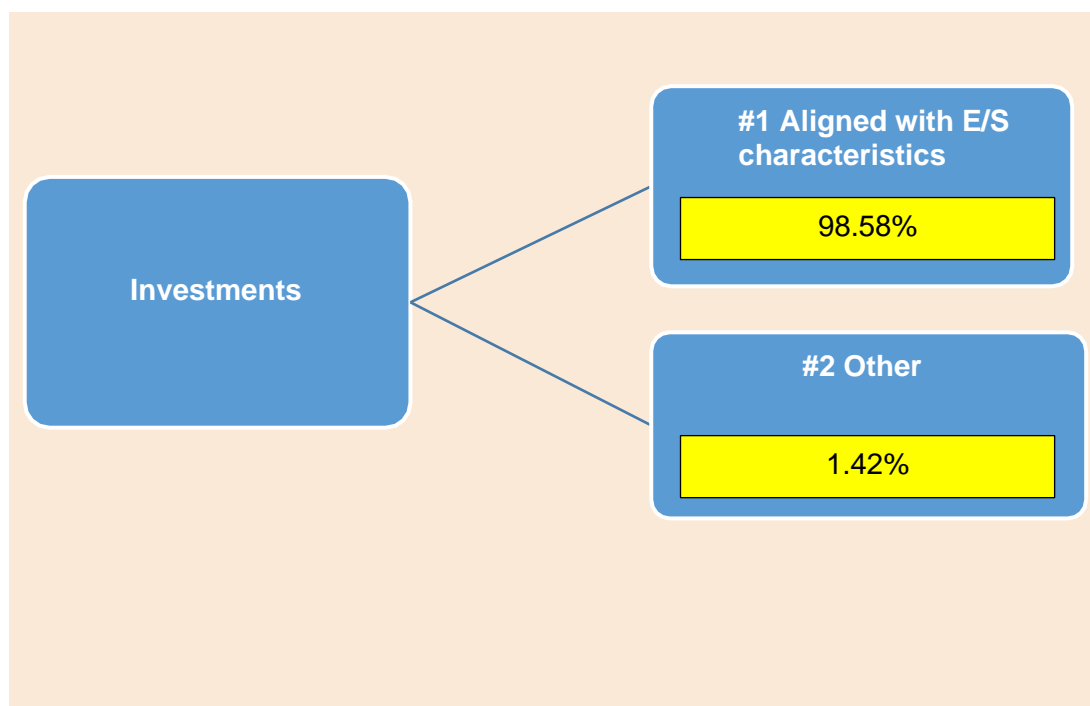 Investments
#1 Aligned with E/S
characteristics
98.58%
#2 Other
1.42%